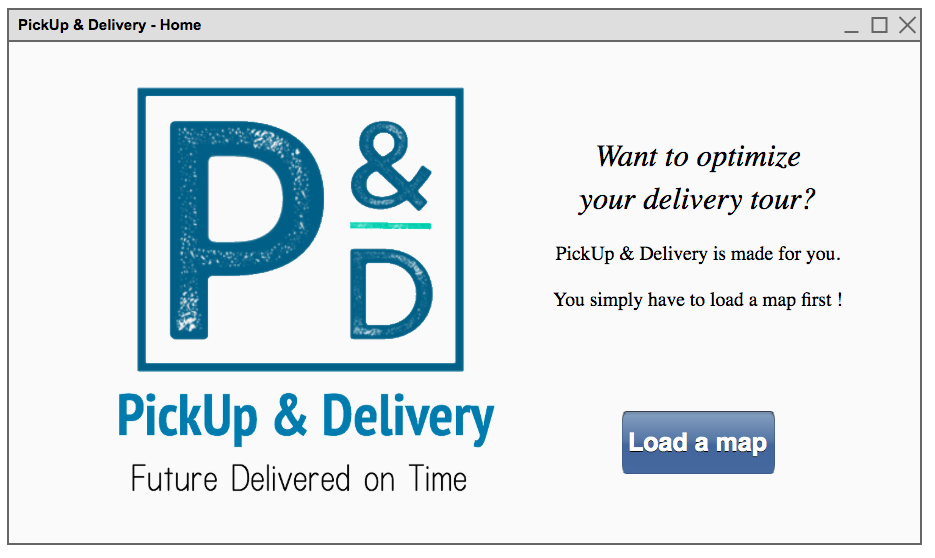 PickUp & Delivery - Home
P & D
PickUp & Delivery
Future Delivered on Time
Want to optimize
your delivery tour?
PickUp & Delivery is made for you.
You simply have to load a map first !
Load a map